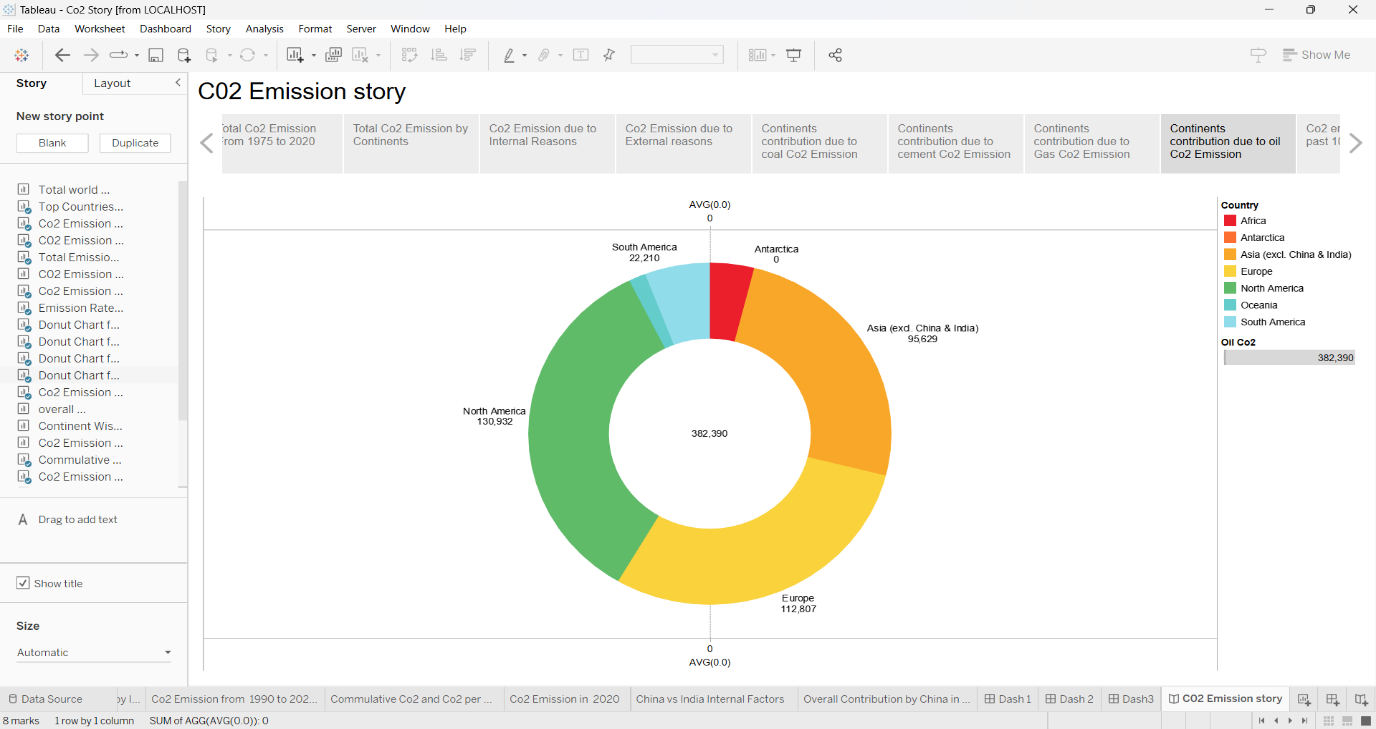 Tableau - Co2 Story [from LOCALHOST]
File Data Worksheet Dashboard Story Analysis Format Server Window Help
Show Me
Story
Layout
New story point
Blank
Duplicate
Total world ...
Top Countries...
Co2 Emission ...
CO2 Emission ...
Total Emissio...
CO2 Emission ...
Co2 Emission ...
Emission Rate...
Donut Chart f...
Donut Chart f...
Donut Chart f...
Donut Chart f...
Co2 Emission ...
overall ...
Continent Wis...
Co2 Emission ...
Commulative ...
Co2 Emission ...
A Drag to add text
Show title
Size
Automatic
C02 Emission story
otal Co2 Emission
rom 1975 to 2020
Total Co2 Emission by
Continents
Co2 Emission due to
Internal Reasons
Co2 Emission due to
External reasons
Continents
contribution due to
coal Co2 Emission
Continents
contribution due to
cement Co2 Emission
Continents
contribution due to
Gas Co2 Emission
Continents
contribution due to oil
Co2 Emission
Co2 e
past 1
AVG(0.0)
0
South America
22,210
Antarctica
0
Asia (excl. China & India)
95,629
North America
130,932
382,390
Europe
112,807
0
AVG(0.0)
Country
Africa
Antarctica
Asia (excl. China & India)
Europe
North America
Oceania
South America
Oil Co2
382,390
Data Source
by I...
Co2 Emission from 1990 to 202...
Commulative Co2 and Co2 per ...
Co2 Emission in 2020
China vs India Internal Factors
Overall Contribution by China in ...
Dash 1
Dash 2
Dash3
C02 Emission story
8 marks 1 row by 1 column SUM of AGG(AVG(0.0)): 0